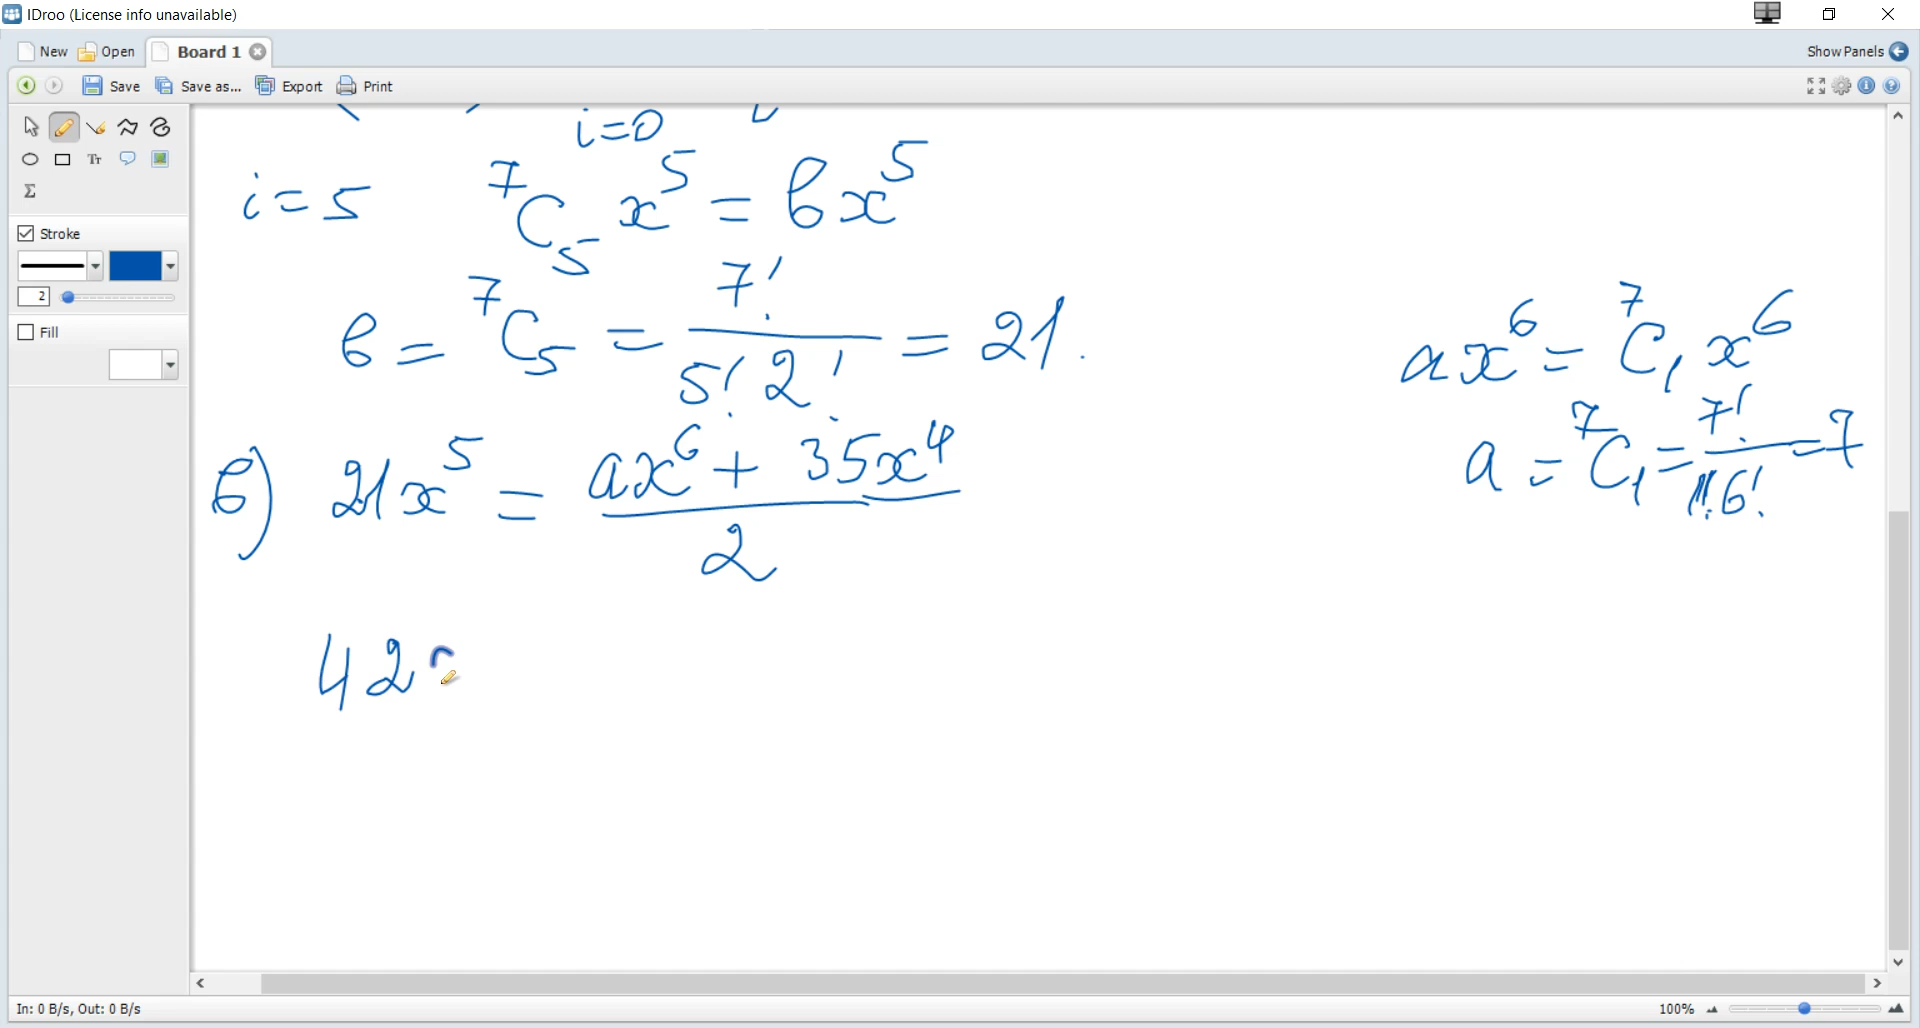 IDroo (License info unavailable)
New Open Board 1 Show Panels
Save Save as... Export Print
i=0
i=5 ⁷C₅ x⁵ = bx⁵
b = ⁷C₅ = 7!/(5! 2!) = 21.
ax⁶ = ⁷C₁ x⁶
a = ⁷C₁ = 7!/(1! 6!) = 7
b) 21x⁵ = (ax⁶ + 35x⁴)/2
42
Tт
Σ
Stroke
2
Fill
In: 0 B/s, Out: 0 B/s 100%